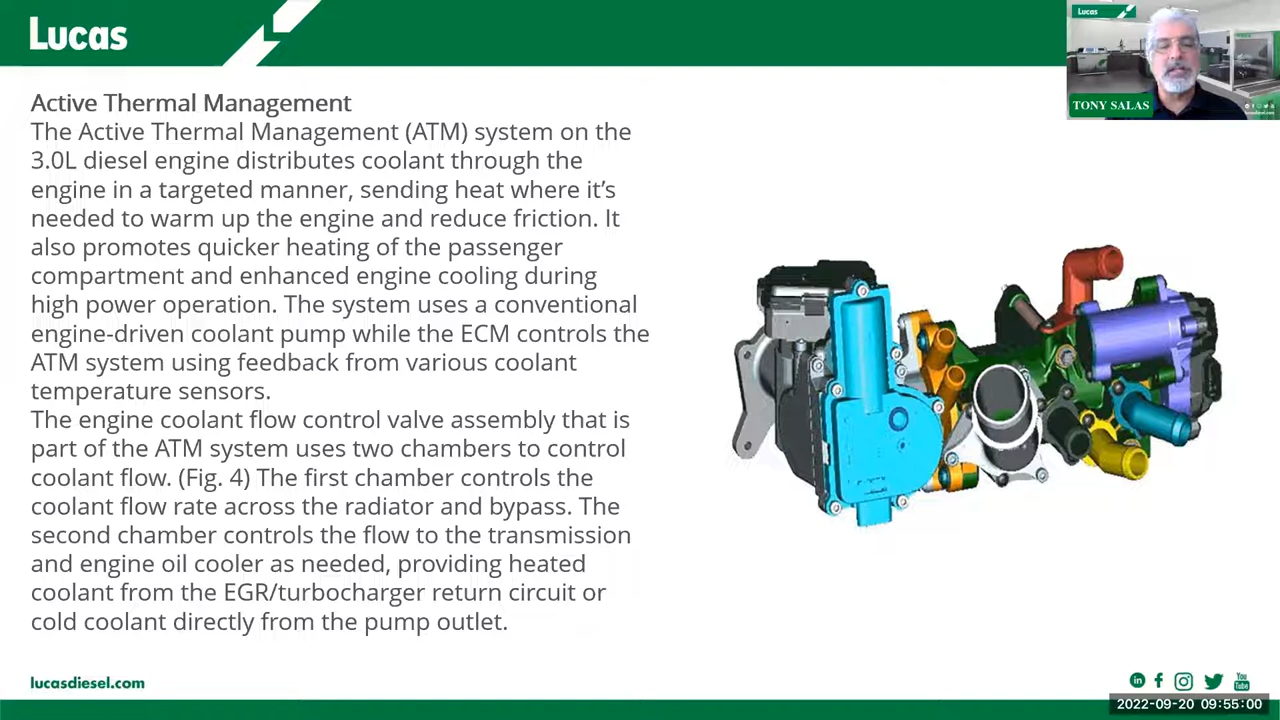 Lucas
Lucas
TONY SALAS
Active Thermal Management
The Active Thermal Management (ATM) system on the
3.0L diesel engine distributes coolant through the
engine in a targeted manner, sending heat where it’s
needed to warm up the engine and reduce friction. It
also promotes quicker heating of the passenger
compartment and enhanced engine cooling during
high power operation. The system uses a conventional
engine-driven coolant pump while the ECM controls the
ATM system using feedback from various coolant
temperature sensors.
The engine coolant flow control valve assembly that is
part of the ATM system uses two chambers to control
coolant flow. (Fig. 4) The first chamber controls the
coolant flow rate across the radiator and bypass. The
second chamber controls the flow to the transmission
and engine oil cooler as needed, providing heated
coolant from the EGR/turbocharger return circuit or
cold coolant directly from the pump outlet.
lucasdiesel.com
in
You
Tube
2022-09-20 09:55:00